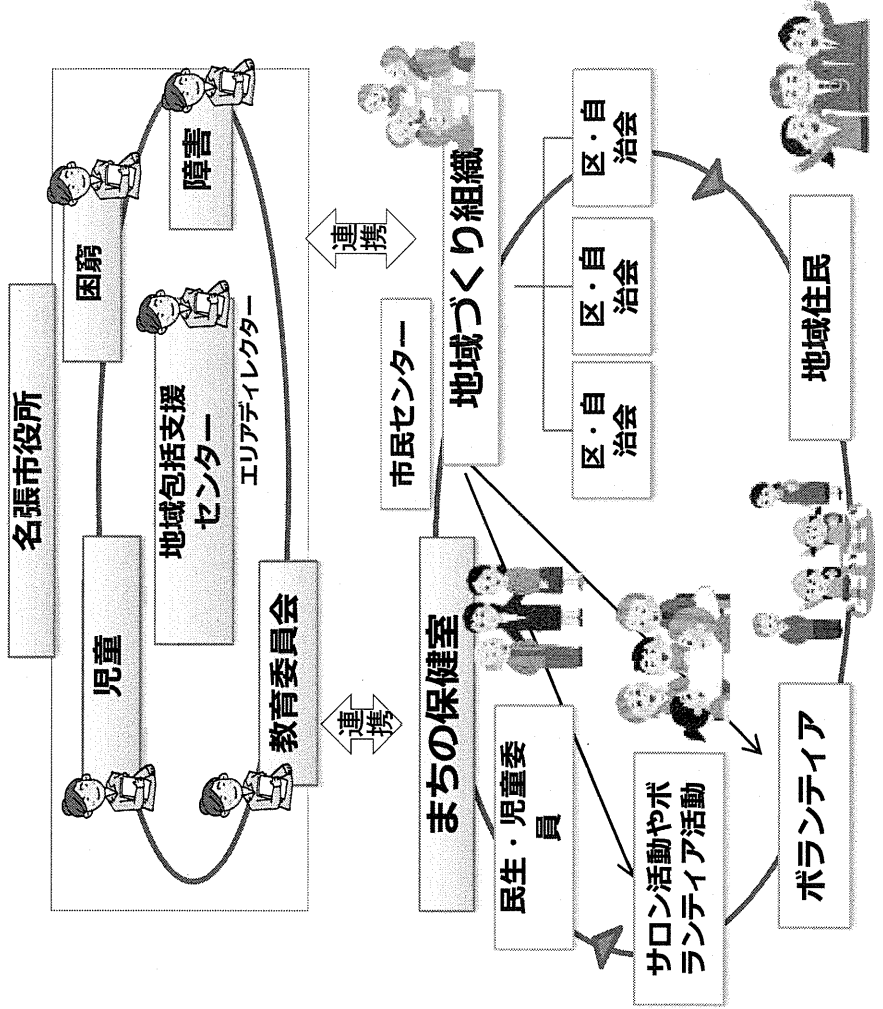 名張市役所
児童
困窮
障害
地域包括支援
センター
エリアディレクター
教育委員会
連携
連携
まちの保健室
市民センター
地域づくり組織
民生・児童委
員
区・自
治会
区・自
治会
区・自
治会
サロン活動やボ
ランティア活動
ボランティア
地域住民